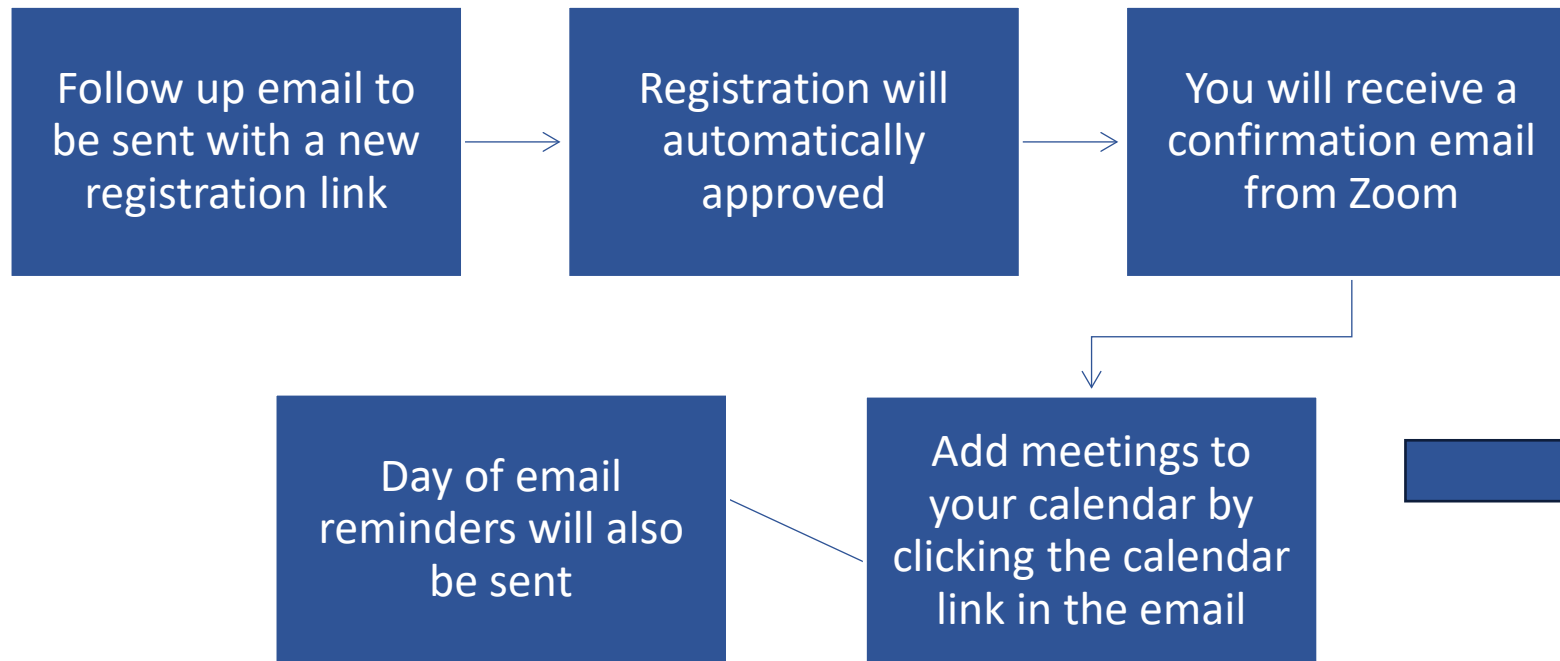 Follow up email to
be sent with a new
registration link
Registration will
automatically
approved
You will receive a
confirmation email
from Zoom
Add meetings to
your calendar by
clicking the calendar
link in the email
Day of email
reminders will also
be sent